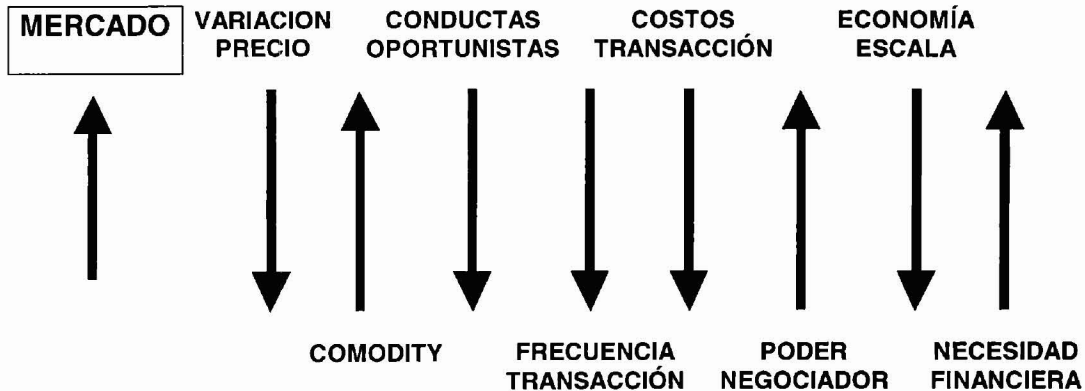 MERCADO
VARIACION
PRECIO
CONDUCTAS
OPORTUNISTAS
COSTOS
TRANSACCIÓN
ECONOMÍA
ESCALA
COMODITY
FRECUENCIA
TRANSACCIÓN
PODER
NEGOCIADOR
NECESIDAD
FINANCIERA